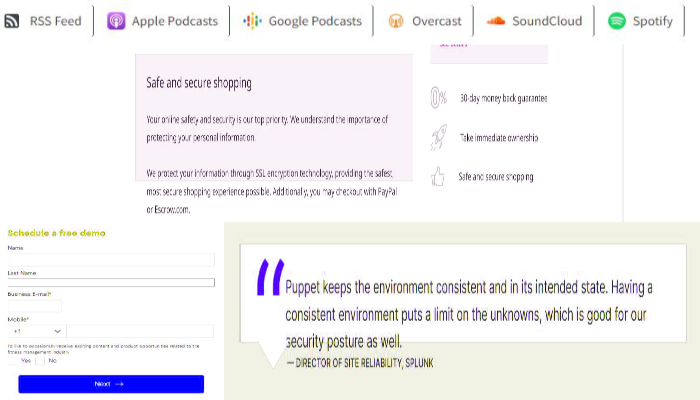 RSS Feed
Apple Podcasts
Google Podcasts
Overcast
SoundCloud
Spotify
Safe and secure shopping
Your online safety and security is our top priority. We understand the importance of
protecting your personal information.
We protect your information through SSL encryption technology, providing the safest,
most secure shopping experience possible. Additionally, you may checkout with PayPal
or Escrow.com.
0%
30-day money back guarantee
Take immediate ownership
Safe and secure shopping
Schedule a free demo
Name
Last Name
Business E-mail*
Mobile*
+1
I'd like to occasionally receive exciting content and product opportunities related to the
fitness management industry.
Yes No
Next →
“
Puppet keeps the environment consistent and in its intended state. Having a
consistent environment puts a limit on the unknowns, which is good for our
security posture as well.
— DIRECTOR OF SITE RELIABILITY, SPLUNK